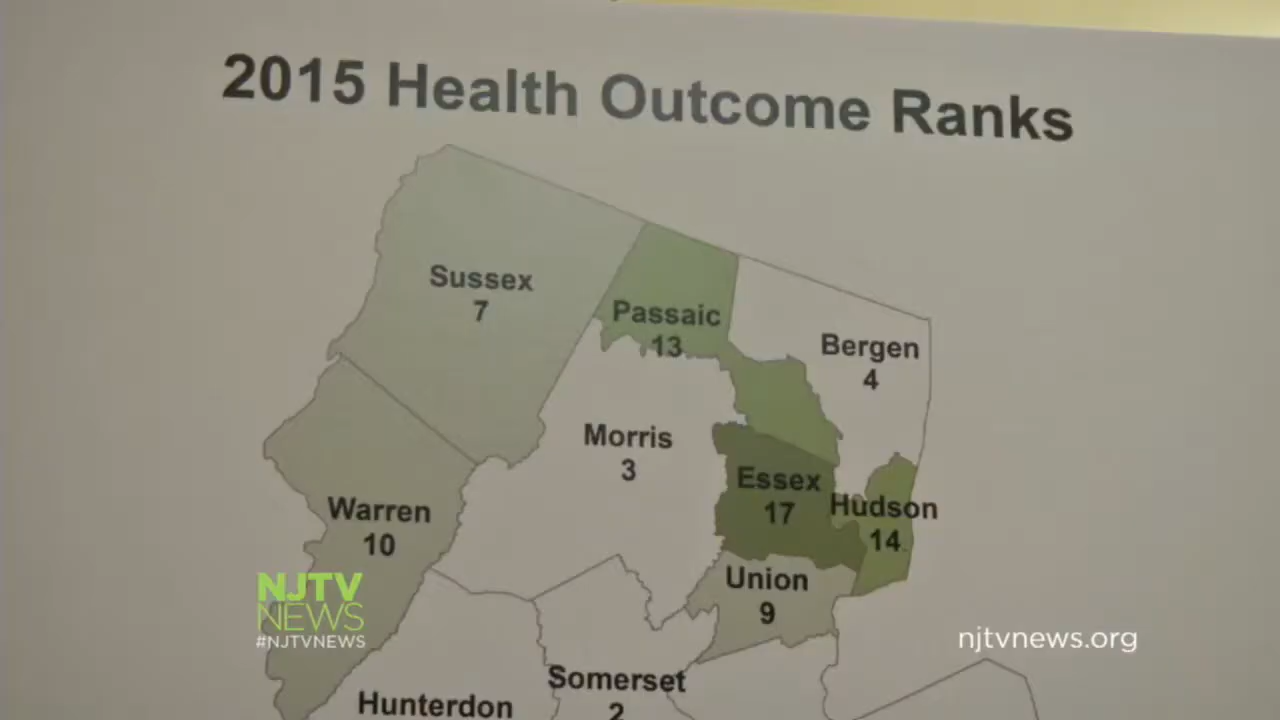 2015 Health Outcome Ranks
Sussex
7
Passaic
13
Bergen
4
Morris
3
Essex
17
Hudson
14
Warren
10
Union
9
NJTV
NEWS
#NJTVNEWS
njtvnews.org
Somerset
2
Hunterdon